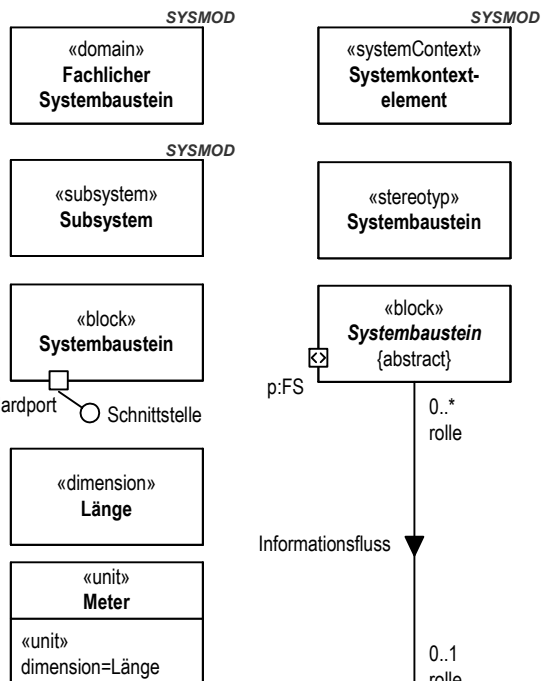 SYSMOD
«domain»
Fachlicher
Systembaustein
SYSMOD
«systemContext»
Systemkontext-
element
SYSMOD
«subsystem»
Subsystem
«stereotyp»
Systembaustein
«block»
Systembaustein
ardport
Schnittstelle
«block»
Systembaustein
{abstract}
p:FS
0..*
rolle
«dimension»
Länge
Informationsfluss
«unit»
Meter
«unit»
dimension=Länge
0..1
rolle